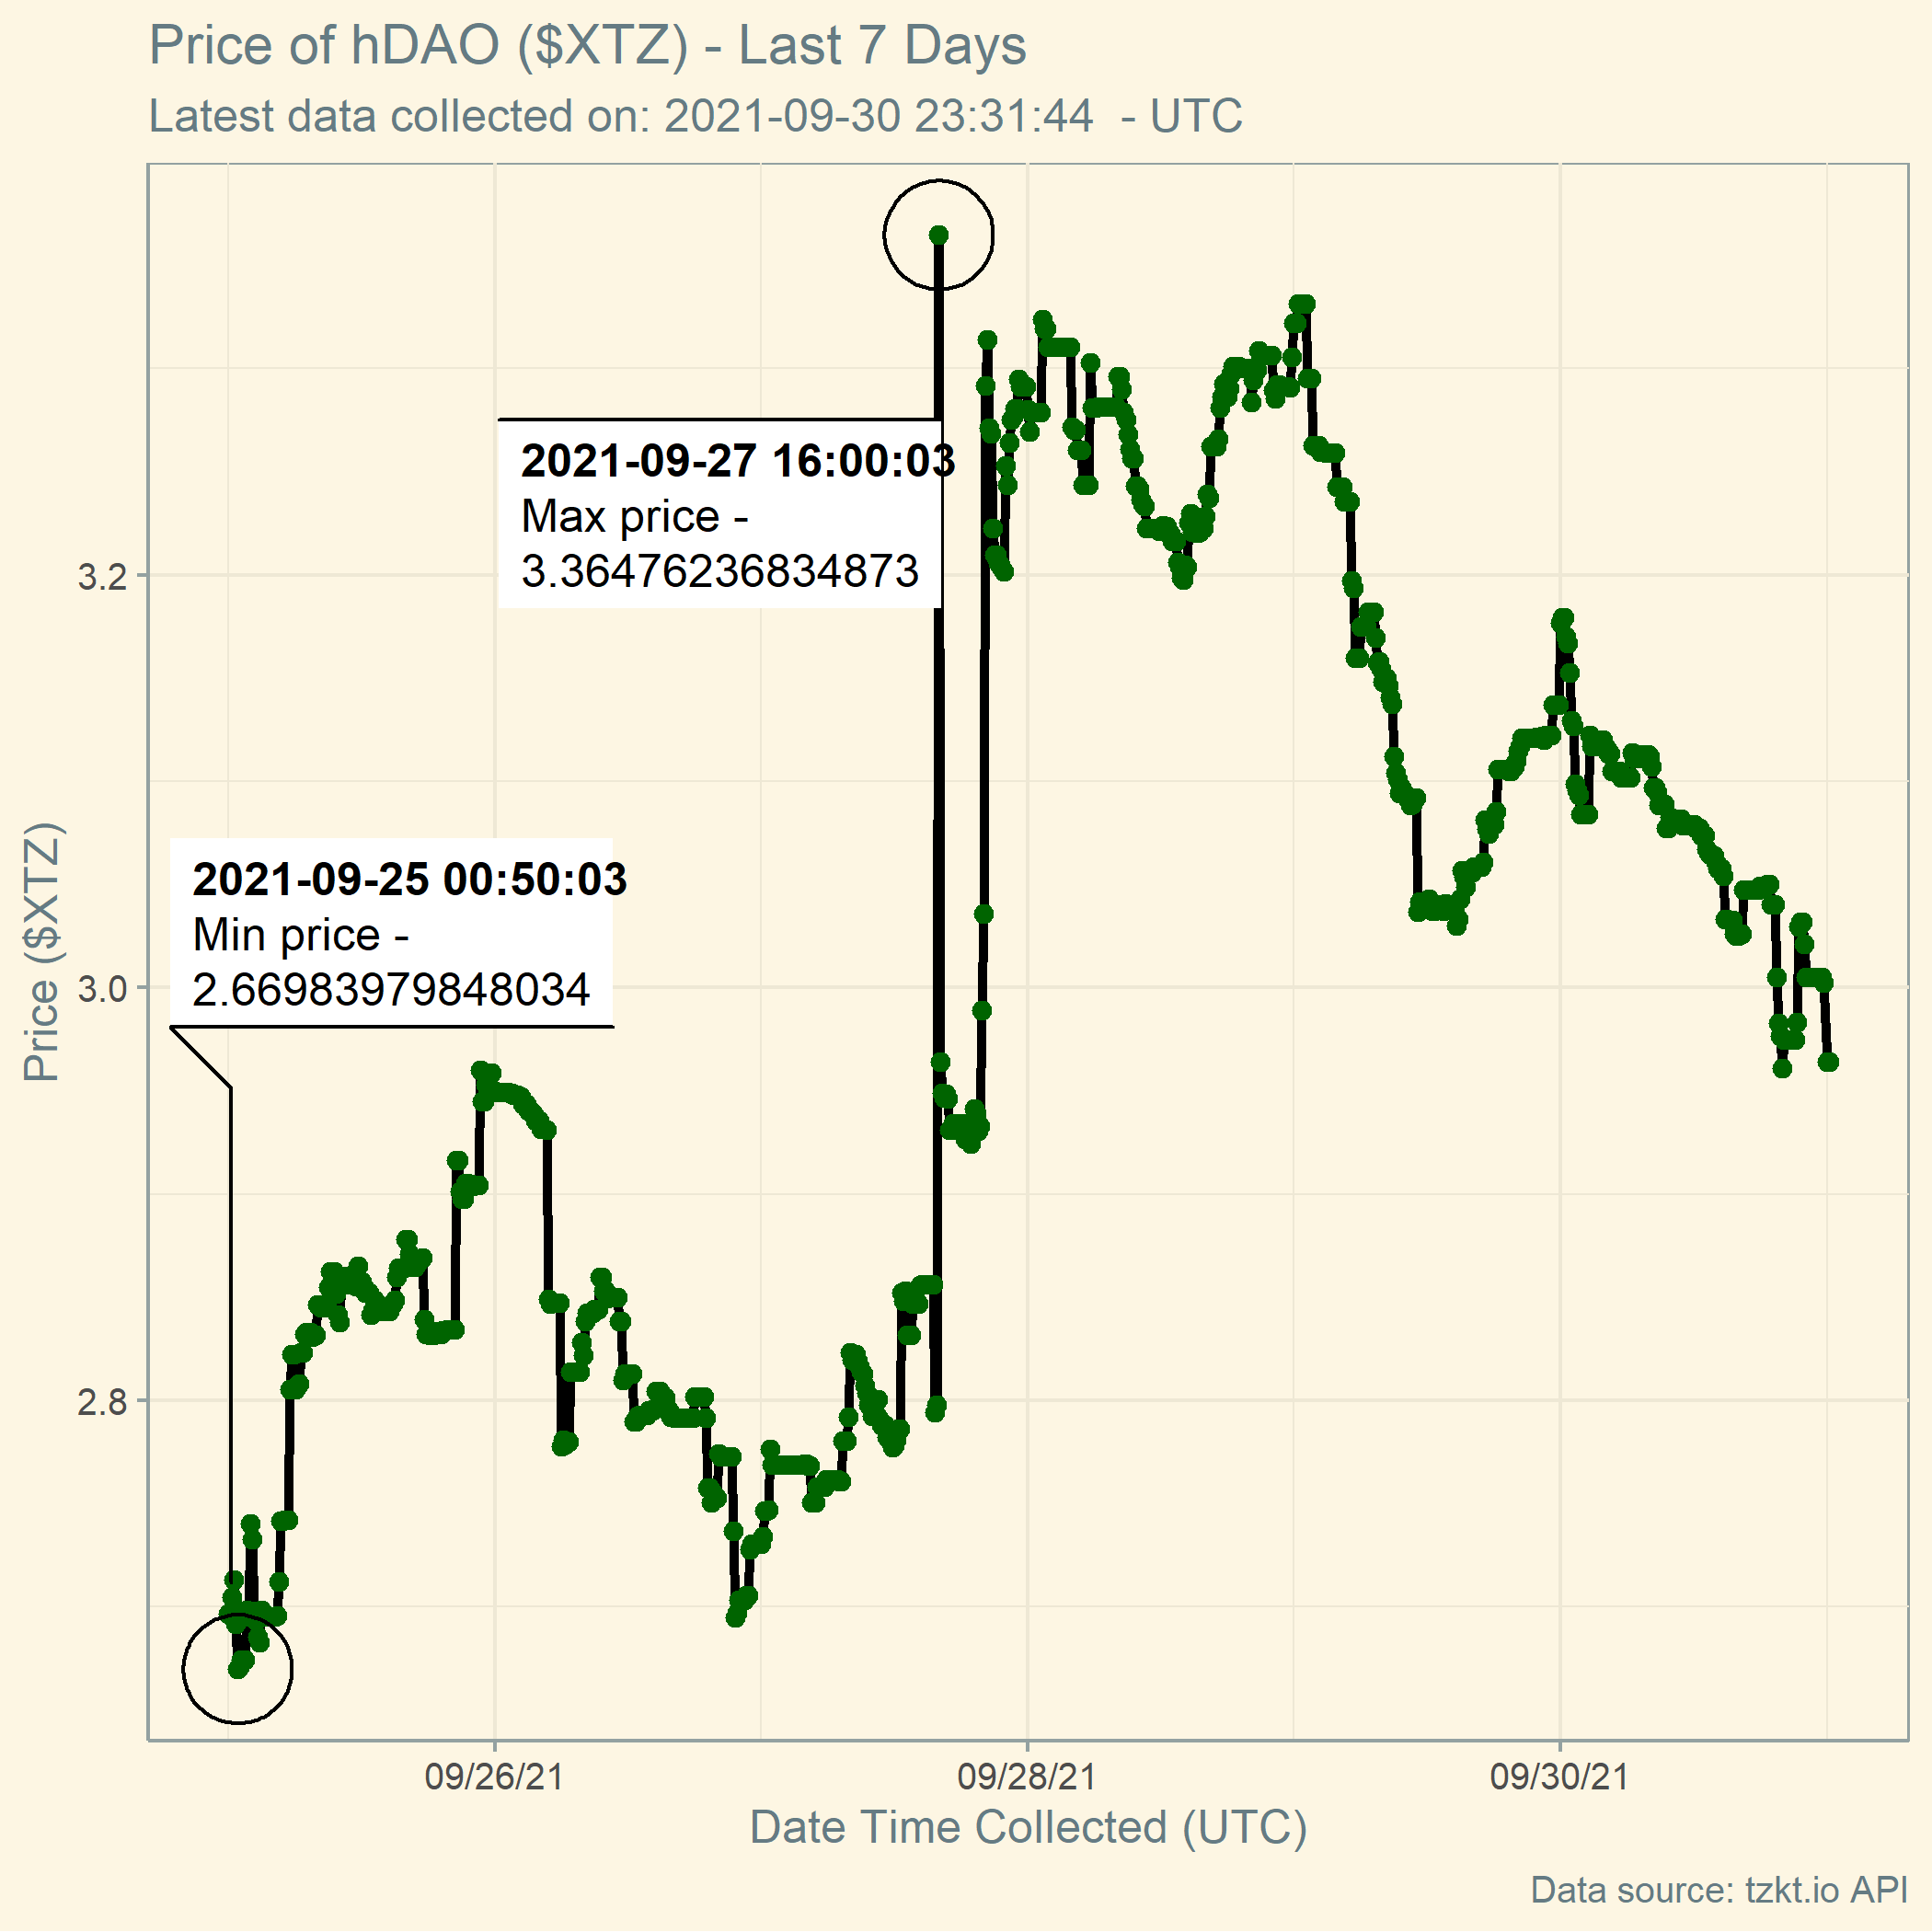 Price of hDAO ($XTZ) - Last 7 Days
Latest data collected on: 2021-09-30 23:31:44 - UTC
2021-09-27 16:00:03
Max price -
3.36476236834873
3.2
2021-09-25 00:50:03
Min price -
2.66983979848034
3.0
2.8
Price ($XTZ)
09/26/21
09/28/21
09/30/21
Date Time Collected (UTC)
Data source: tzkt.io API